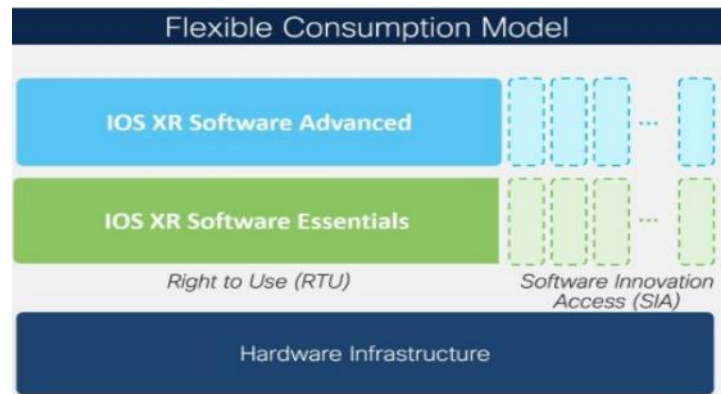 Flexible Consumption Model
IOS XR Software Advanced
...
IOS XR Software Essentials
...
Right to Use (RTU)
Software Innovation
Access (SIA)
Hardware Infrastructure